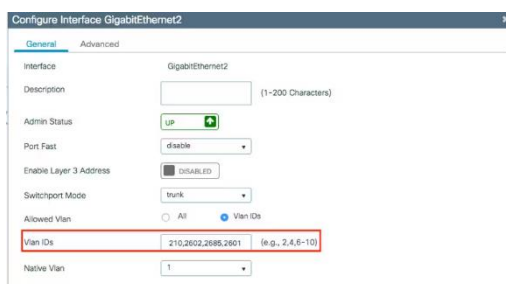 Configure Interface GigabitEthernet2
General Advanced
Interface GigabitEthernet2
Description (1-200 Characters)
Admin Status UP
Port Fast disable
Enable Layer 3 Address DISABLED
Switchport Mode trunk
Allowed Vlan All Vlan IDs
Vlan IDs 210,2602,2685,2601 (e.g., 2,4,6-10)
Native Vlan 1